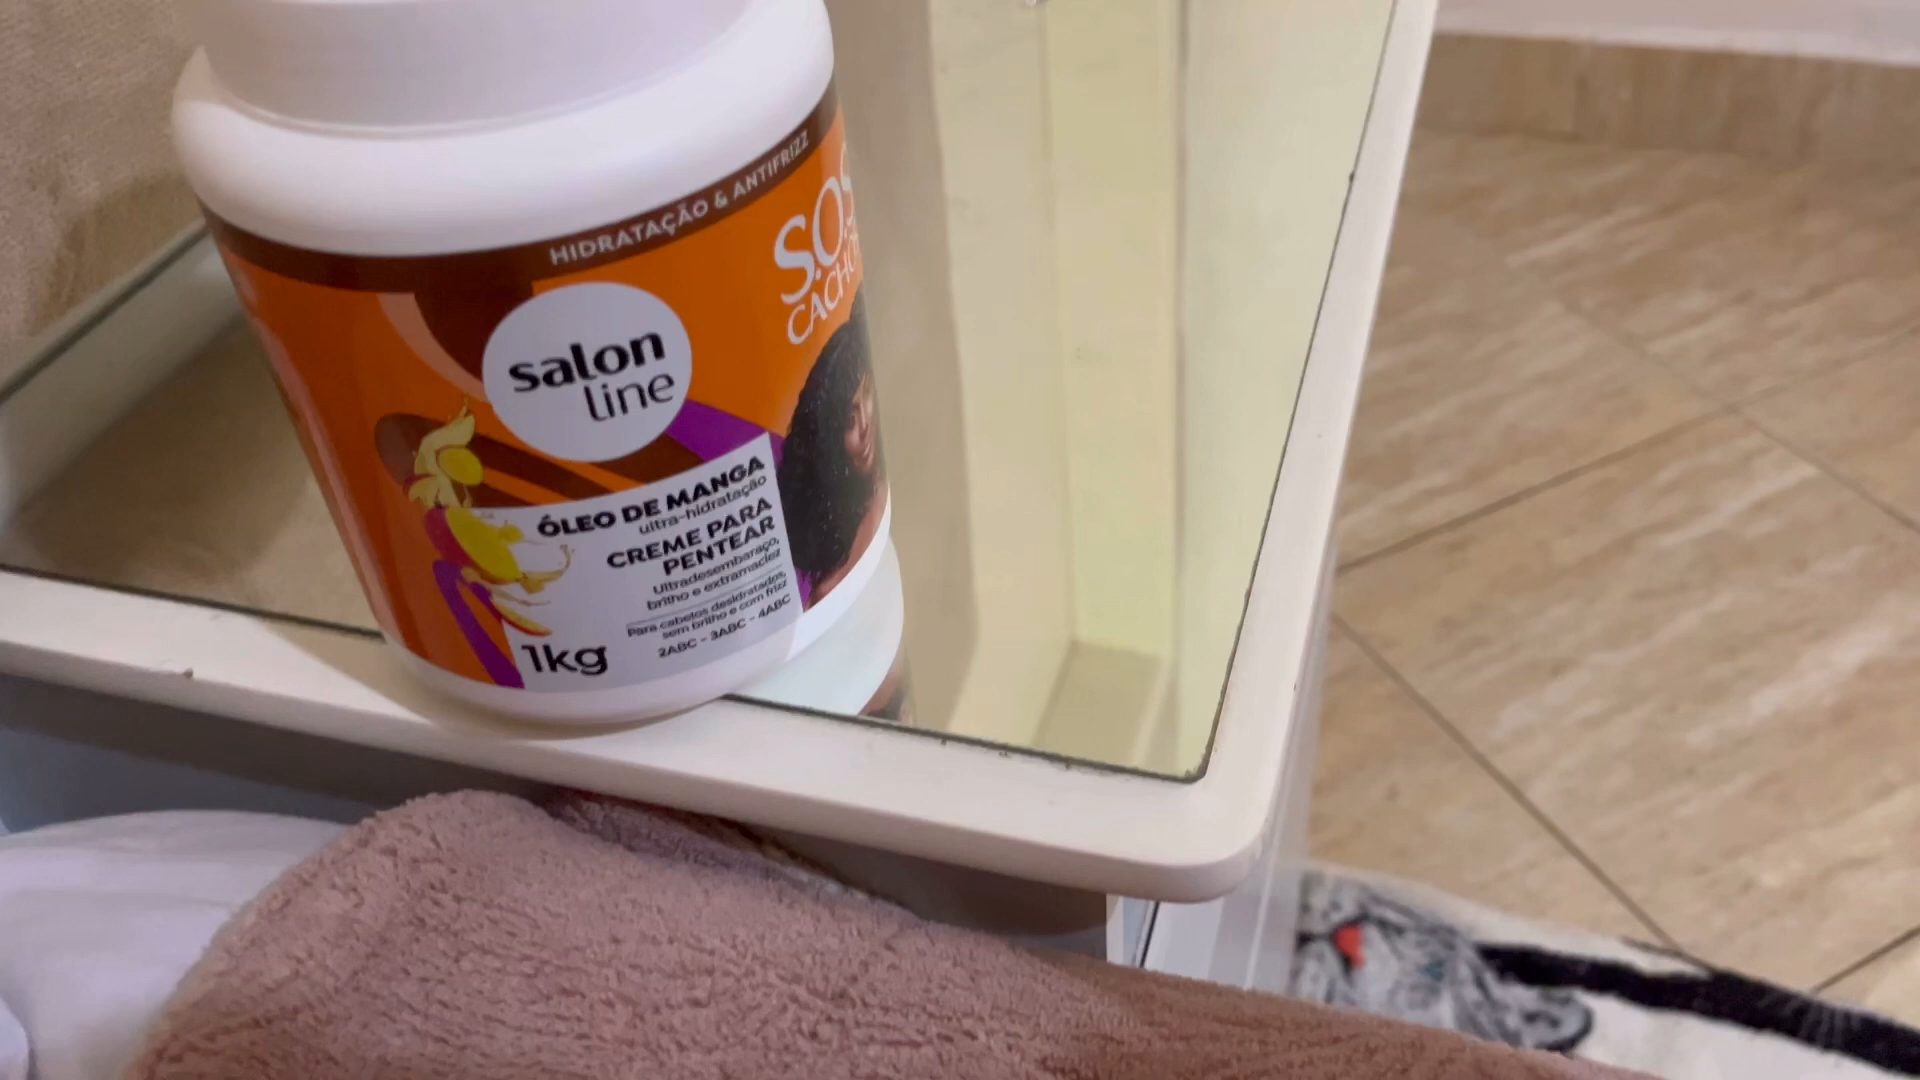 HIDRATAÇÃO & ANTIFRIZZ
S.O.S
CACHO
salon
line
ÓLEO DE MANGA
ultra-hidratação
CREME PARA
PENTEAR
Ultradesembaraço,
brilho e extramaciez
Para cabelos desidratados,
sem brilho e com frizz
2ABC - 3ABC - 4ABC
1kg